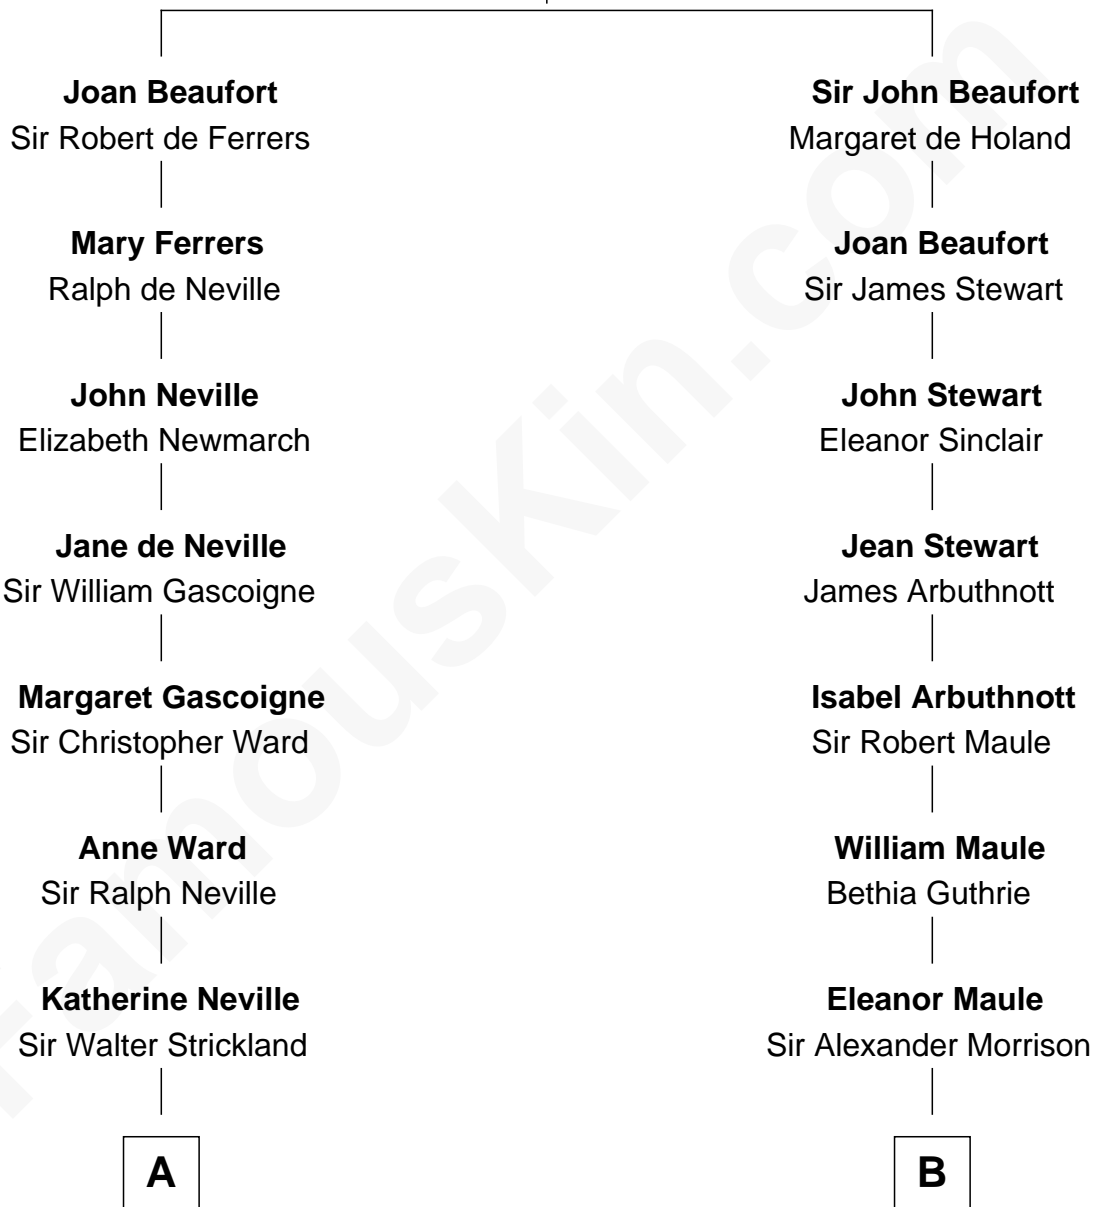 Joan Beaufort
Sir Robert de Ferrers
Mary Ferrers
Ralph de Neville
John Neville
Elizabeth Newmarch
Jane de Neville
Sir William Gascoigne
Margaret Gascoigne
Sir Christopher Ward
Anne Ward
Sir Ralph Neville
Katherine Neville
Sir Walter Strickland
A
Sir John Beaufort
Margaret de Holand
Joan Beaufort
Sir James Stewart
John Stewart
Eleanor Sinclair
Jean Stewart
James Arbuthnott
Isabel Arbuthnott
Sir Robert Maule
William Maule
Bethia Guthrie
Eleanor Maule
Sir Alexander Morrison
B
FamousKin.com